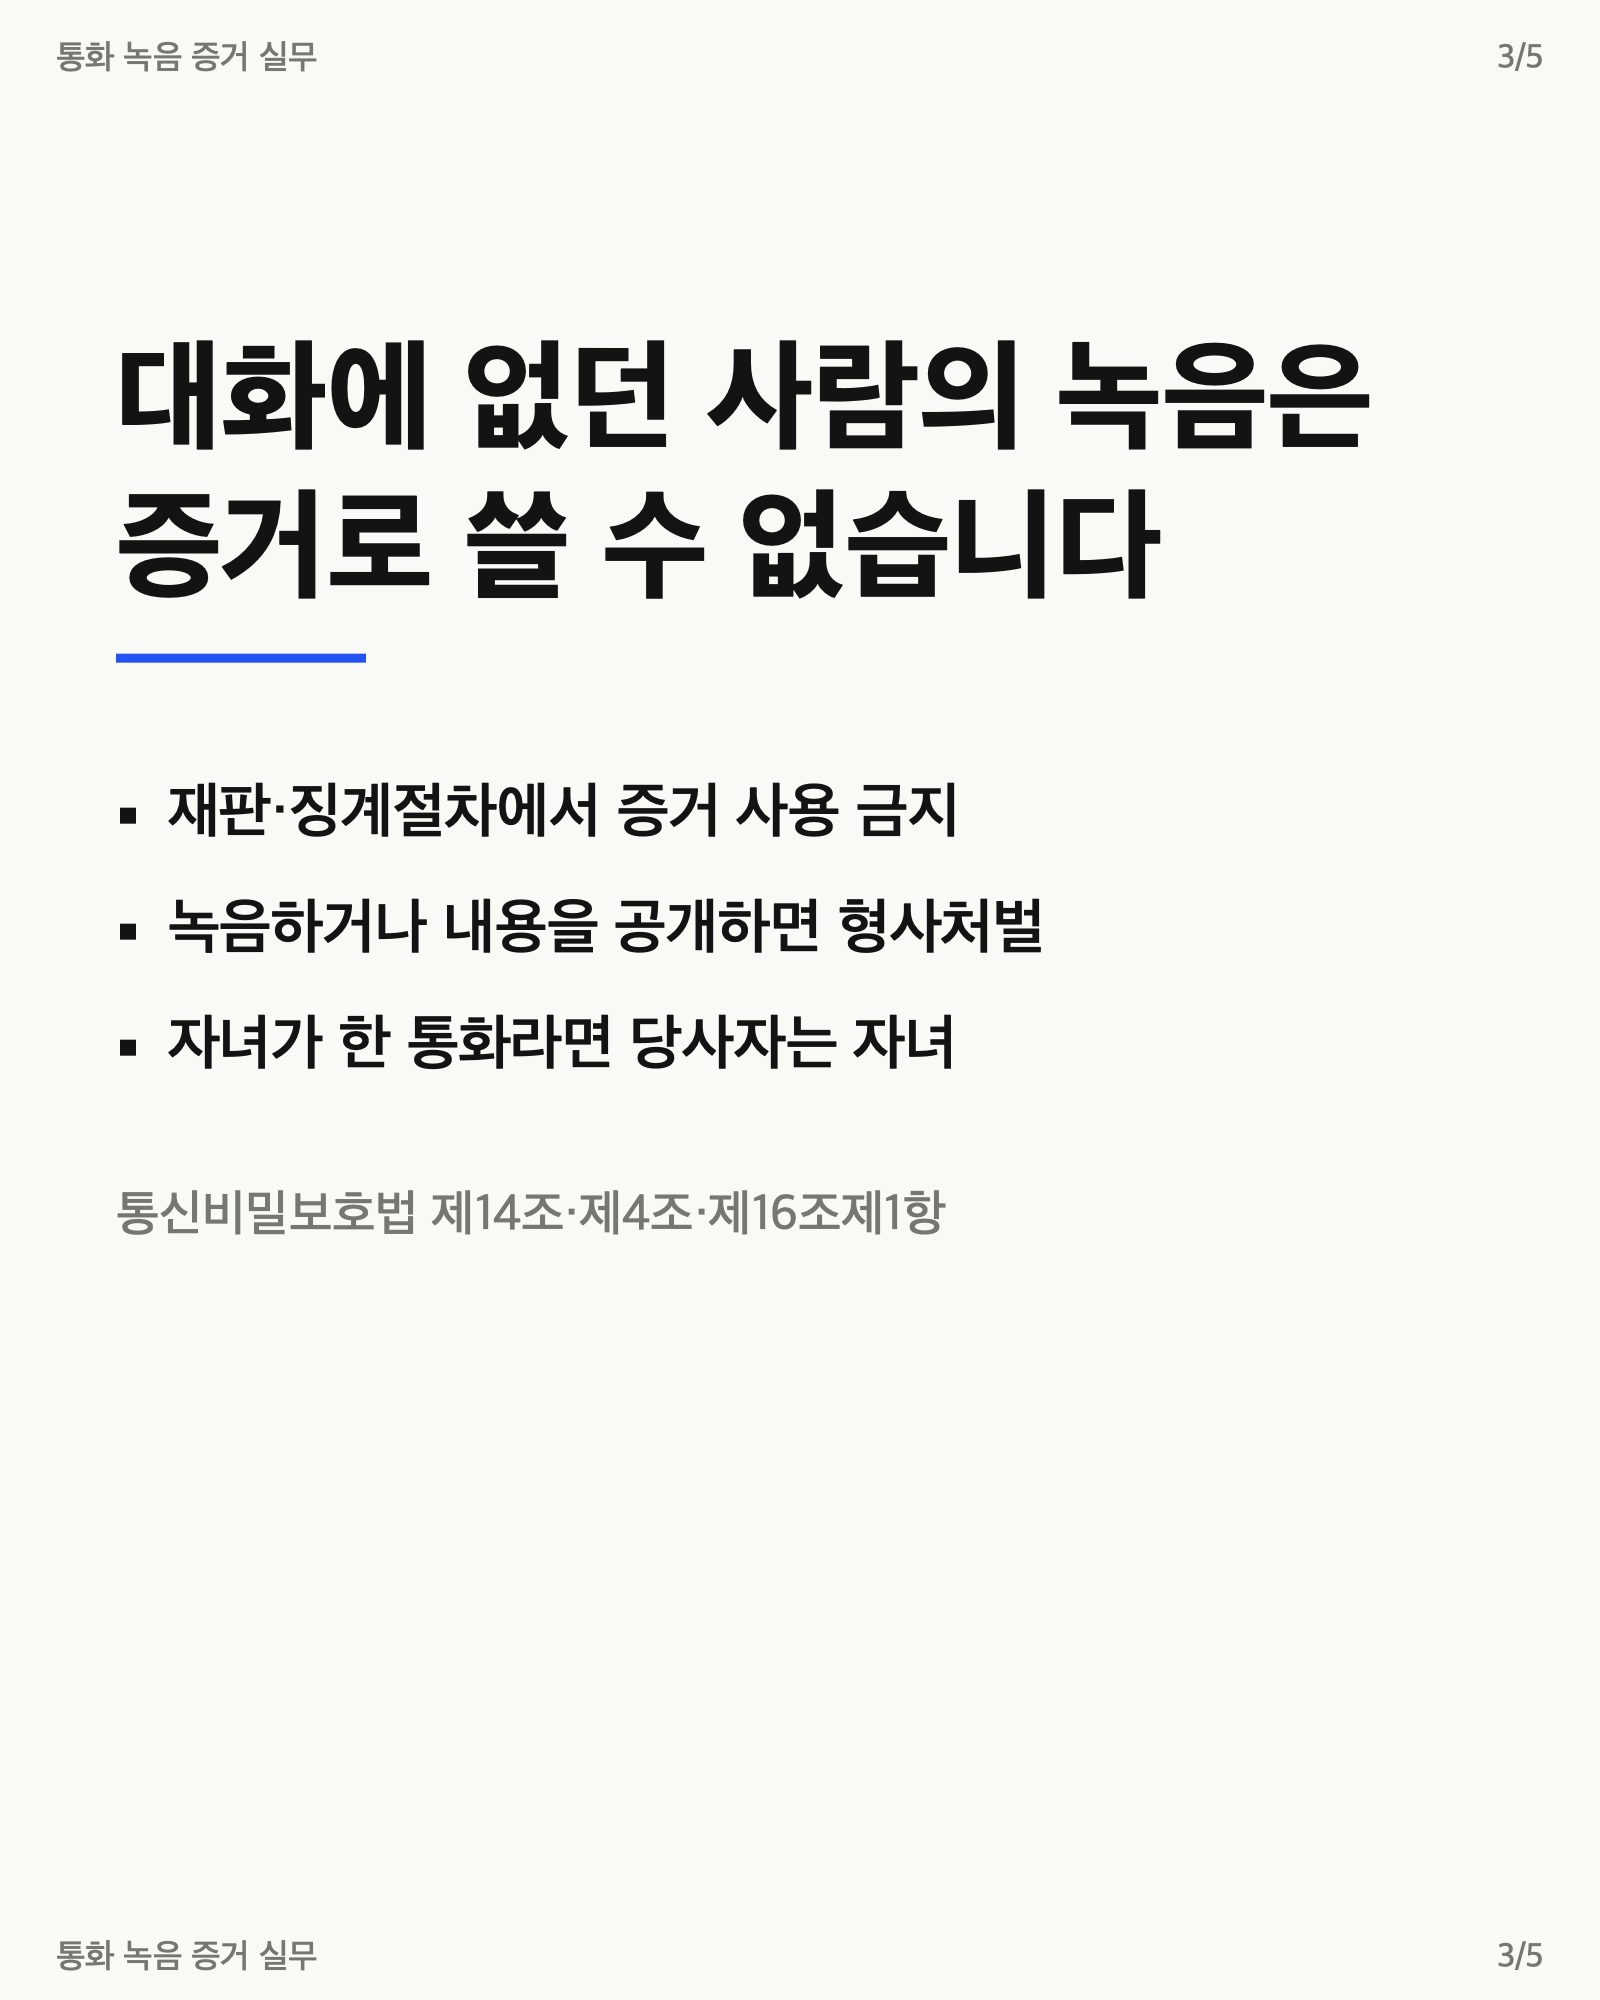 통화 녹음 증거 실무
3/5
대화에 없던 사람의 녹음은
증거로 쓸 수 없습니다
▪ 재판·징계절차에서 증거 사용 금지
▪ 녹음하거나 내용을 공개하면 형사처벌
▪ 자녀가 한 통화라면 당사자는 자녀
통신비밀보호법 제14조·제4조·제16조제1항
통화 녹음 증거 실무
3/5